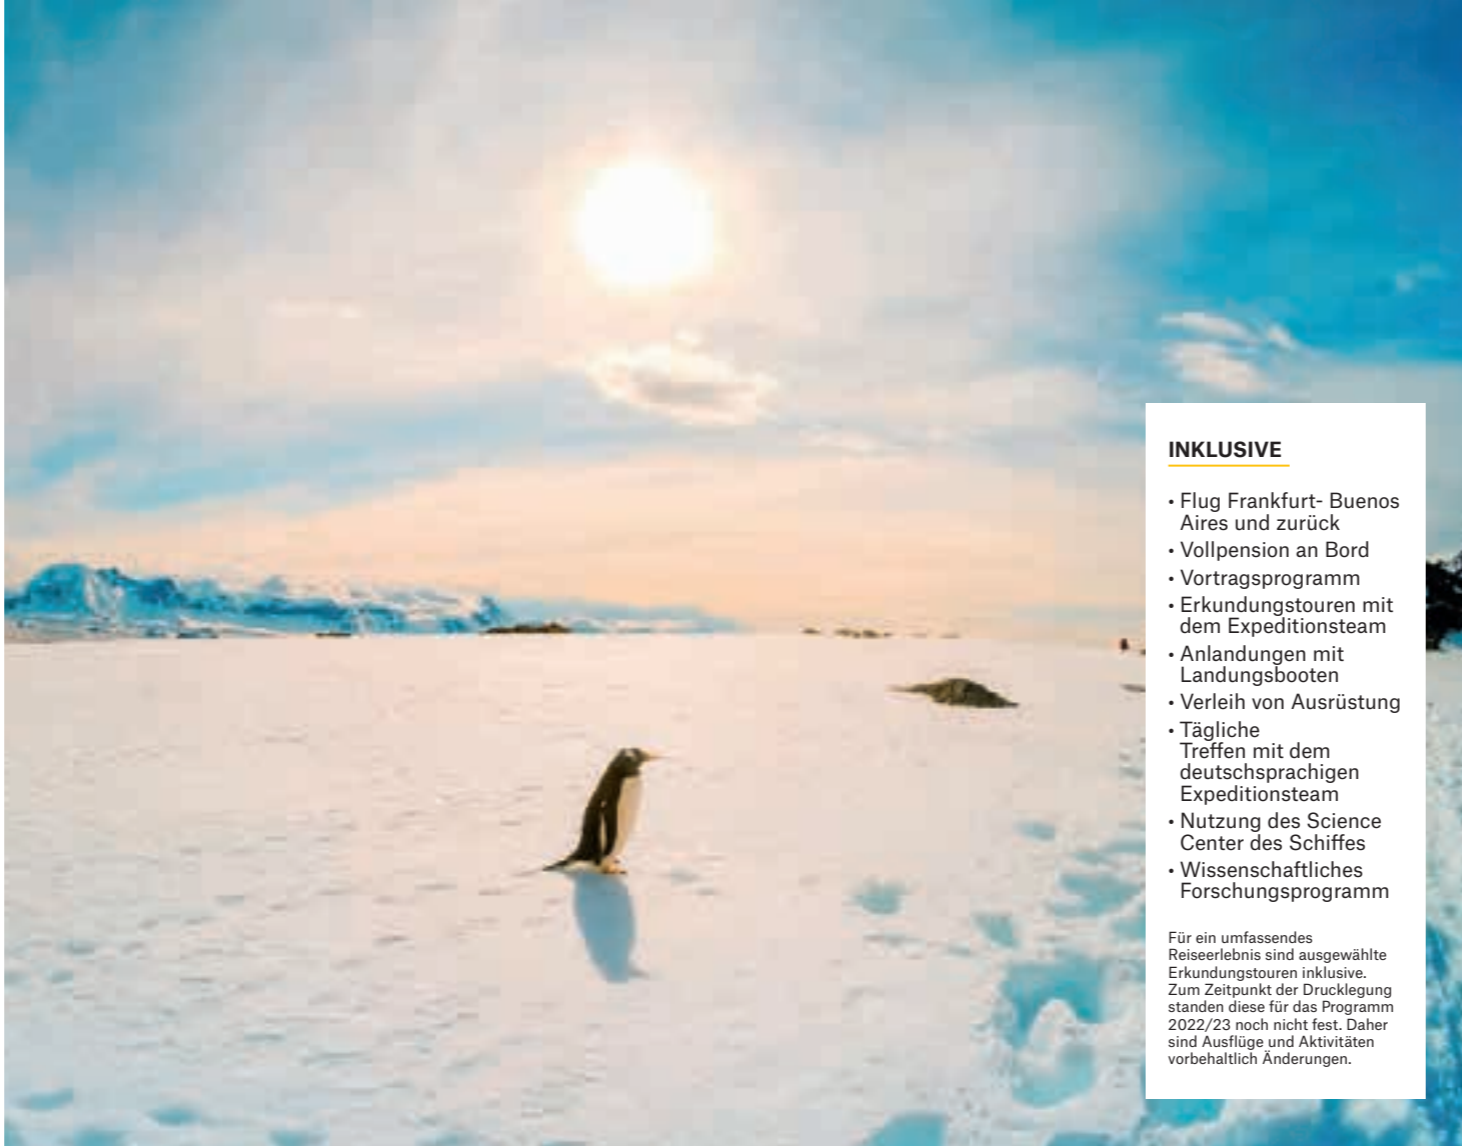 INKLUSIVE
• Flug Frankfurt- Buenos
Aires und zurück
• Vollpension an Bord
• Vortragsprogramm
• Erkundungstouren mit
dem Expeditionsteam
• Anlandungen mit
Landungsbooten
• Verleih von Ausrüstung
• Tägliche
Treffen mit dem
deutschsprachigen
Expeditionsteam
• Nutzung des Science
Center des Schiffes
• Wissenschaftliches
Forschungsprogramm
Für ein umfassendes
Reiseerlebnis sind ausgewählte
Erkundungstouren inklusive.
Zum Zeitpunkt der Drucklegung
standen diese für das Programm
2022/23 noch nicht fest. Daher
sind Ausflüge und Aktivitäten
vorbehaltlich Änderungen.